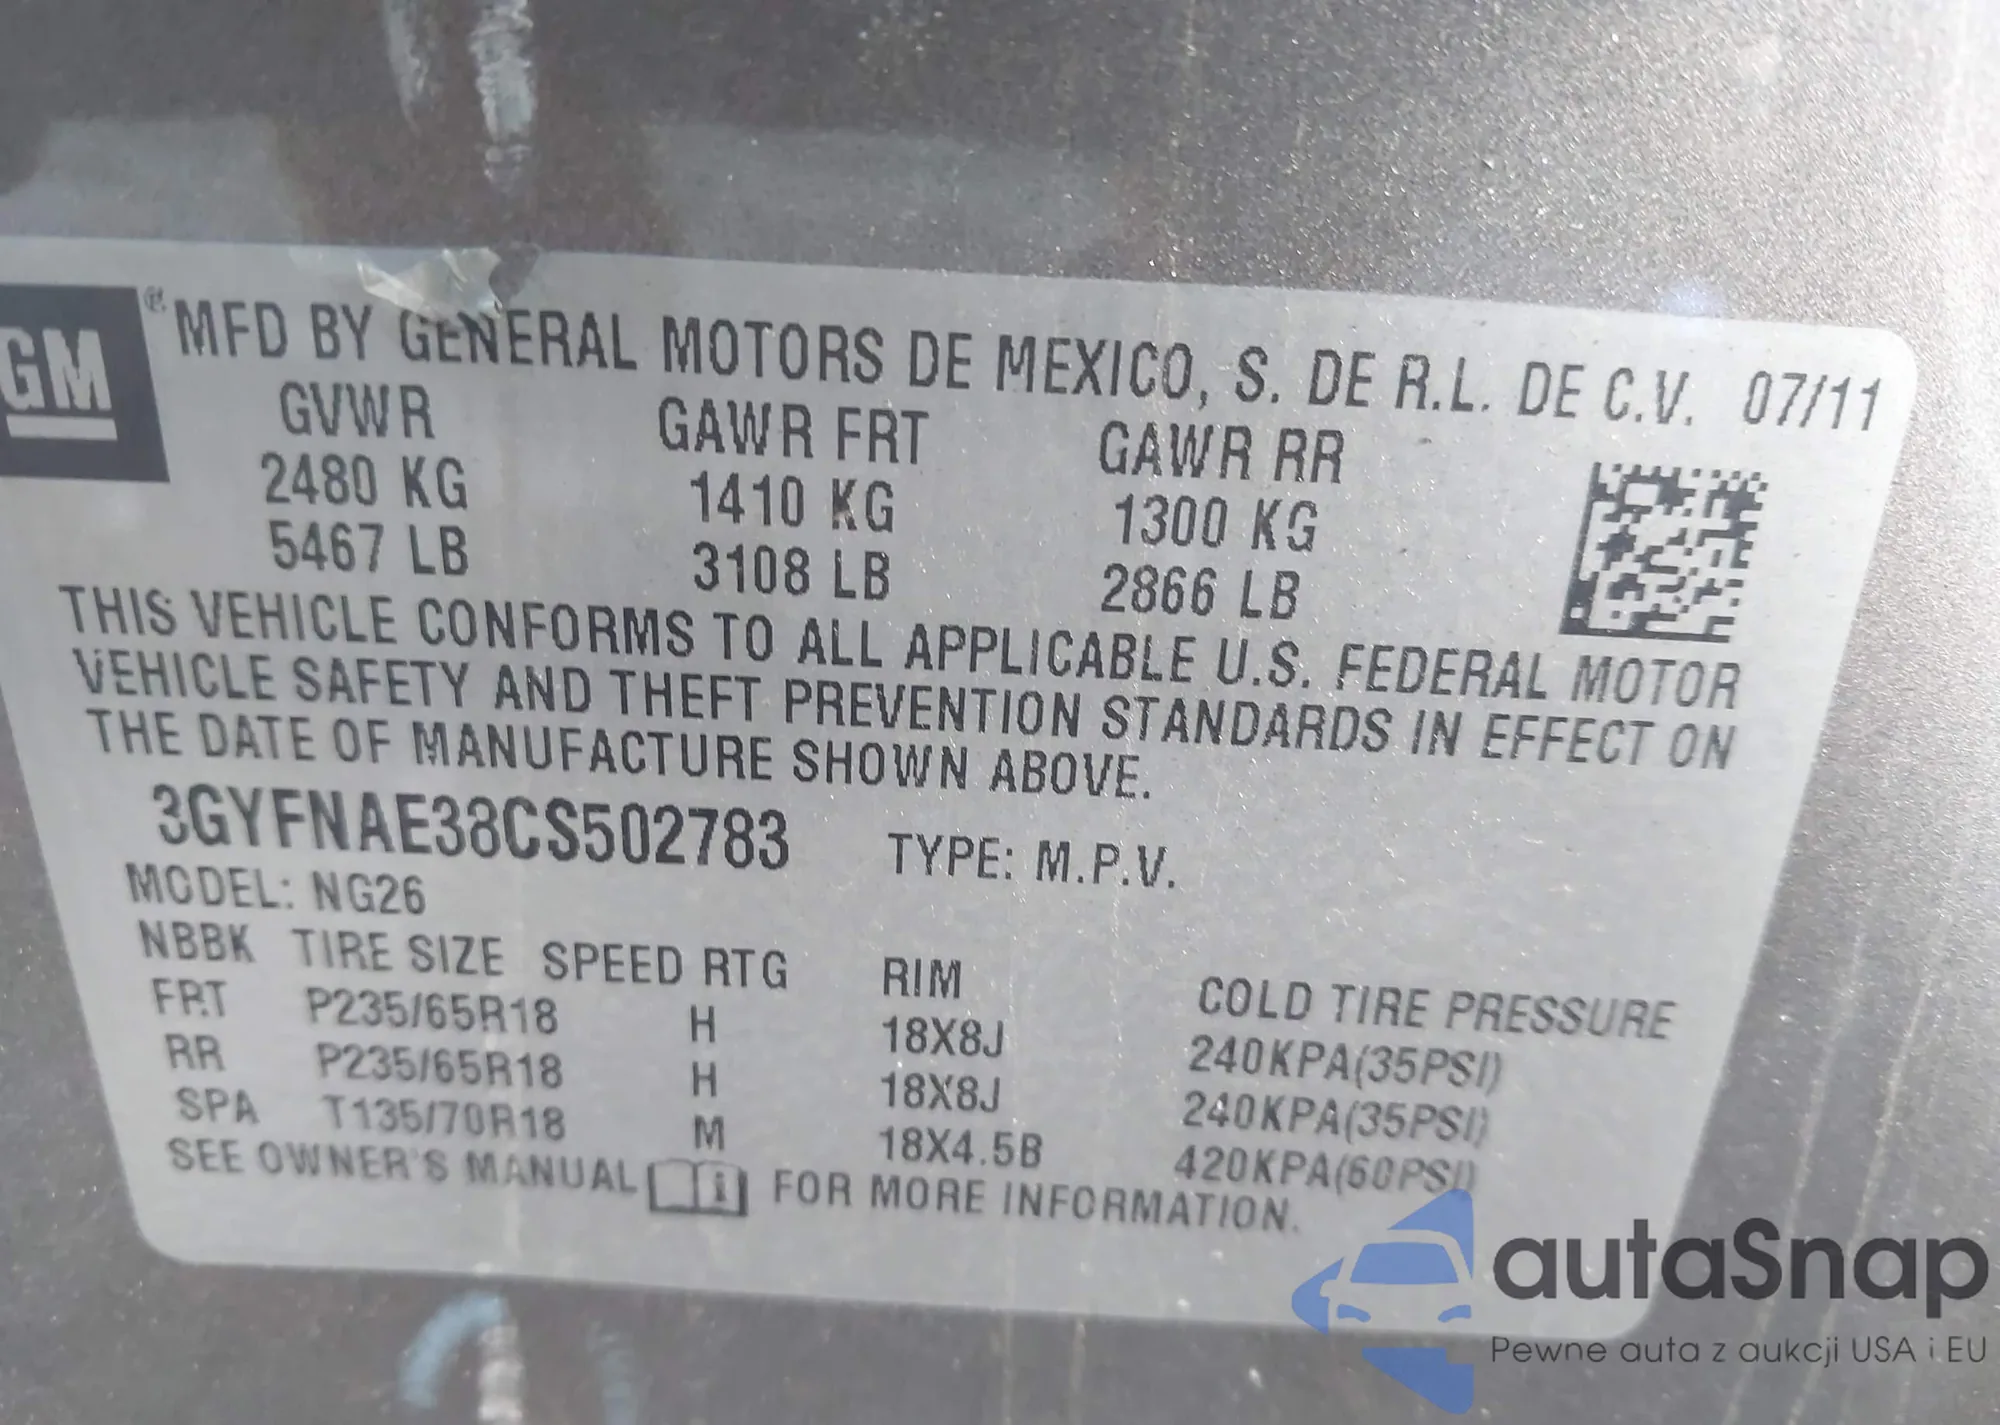 GM
® MFD BY GENERAL MOTORS DE MEXICO, S. DE R.L. DE C.V. 07/11
GVWR GAWR FRT GAWR RR
2480 KG 1410 KG 1300 KG
5467 LB 3108 LB 2866 LB
THIS VEHICLE CONFORMS TO ALL APPLICABLE U.S. FEDERAL MOTOR
VEHICLE SAFETY AND THEFT PREVENTION STANDARDS IN EFFECT ON
THE DATE OF MANUFACTURE SHOWN ABOVE.
3GYFNAE38CS502783 TYPE: M.P.V.
MODEL: NG26
NBBK TIRE SIZE SPEED RTG RIM COLD TIRE PRESSURE
FRT P235/65R18 H 18X8J 240KPA(35PSI)
RR P235/65R18 H 18X8J 240KPA(35PSI)
SPA T135/70R18 M 18X4.5B 420KPA(60PSI)
SEE OWNER'S MANUAL i FOR MORE INFORMATION.
autaSnap
Pewne auta z aukcji USA i EU